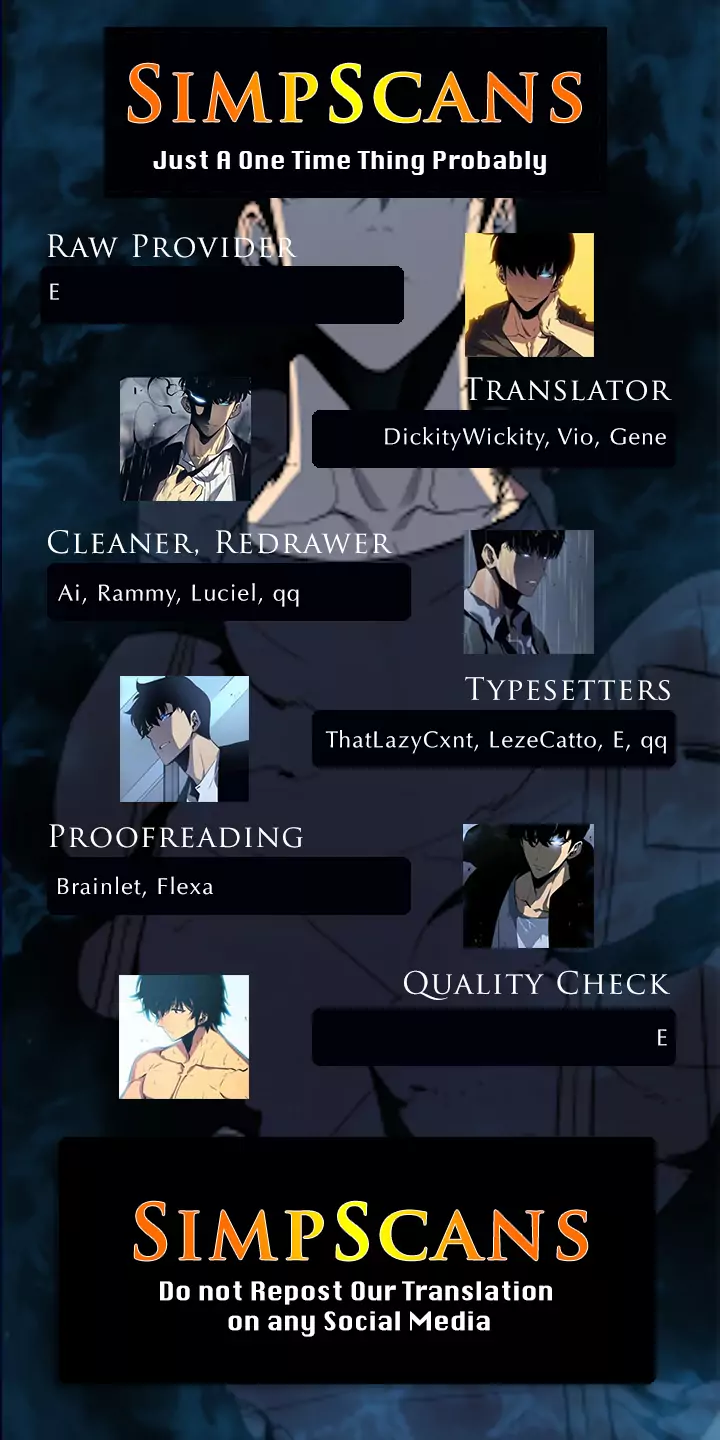 SimpScans
Just A One Time Thing Probably
Raw Provider
E
Translator
DickityWickity, Vio, Gene
Cleaner, Redrawer
Ai, Rammy, Luciel, qq
Typesetters
ThatLazyCxnt, LezeCatto, E, qq
Proofreading
Brainlet, Flexa
Quality Check
E
SimpScans
Do not Repost Our Translation
on any Social Media